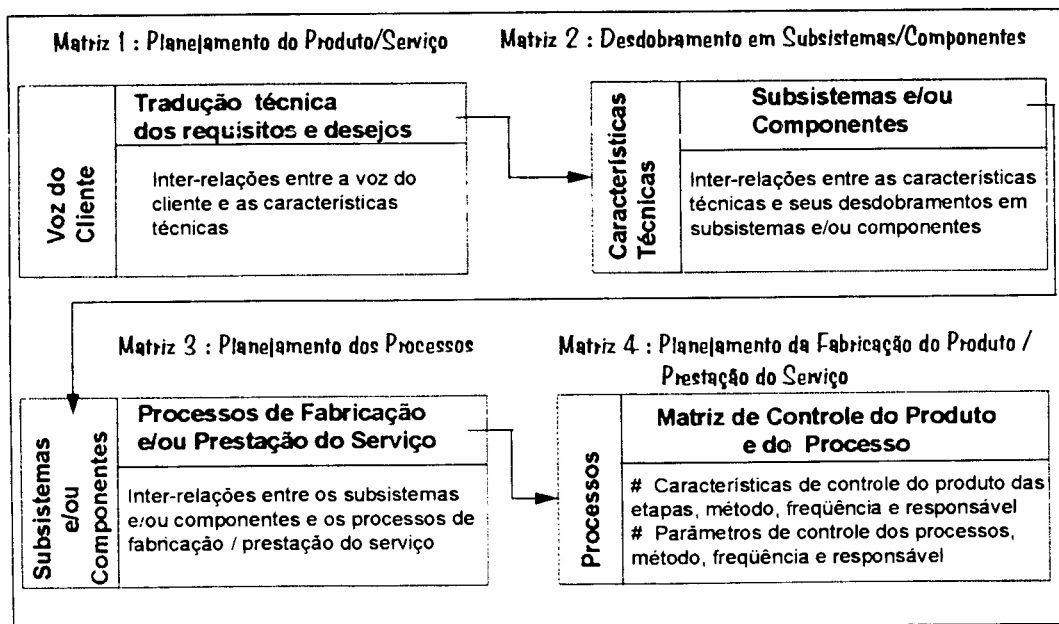 Matriz 1 : Planejamento do Produto/Serviço
Matriz 2 : Desdobramento em Subsistemas/Componentes
Voz do
Cliente
Tradução técnica
dos requisitos e desejos
Inter-relações entre a voz do
cliente e as características
técnicas
Características
Técnicas
Subsistemas e/ou
Componentes
Inter-relações entre as características
técnicas e seus desdobramentos em
subsistemas e/ou componentes
Matriz 3 : Planejamento dos Processos
Matriz 4 : Planejamento da Fabricação do Produto /
Prestação do Serviço
Subsistemas
e/ou
Componentes
Processos de Fabricação
e/ou Prestação do Serviço
Inter-relações entre os subsistemas
e/ou componentes e os processos de
fabricação / prestação do serviço
Processos
Matriz de Controle do Produto
e do Processo
# Características de controle do produto das
etapas, método, freqüência e responsável
# Parâmetros de controle dos processos,
método, freqüência e responsável